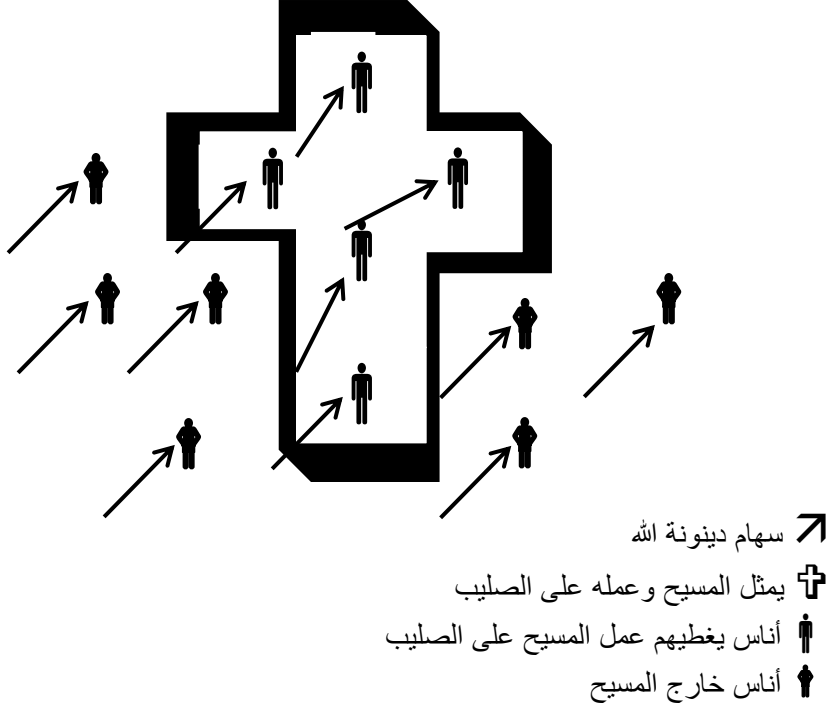 سهام دينونة الله
يمثل المسيح وعمله على الصليب
أناس يغطيهم عمل المسيح على الصليب
أناس خارج المسيح